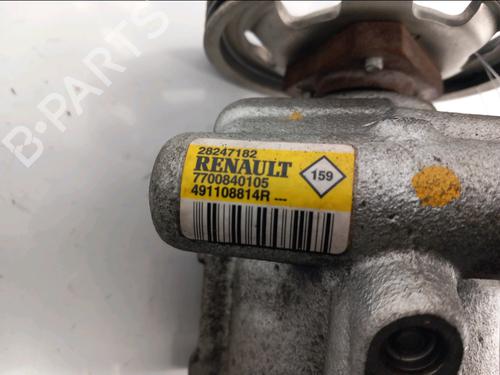 B-PARTS
28247182
RENAULT
7700840105
491108814R ---
159